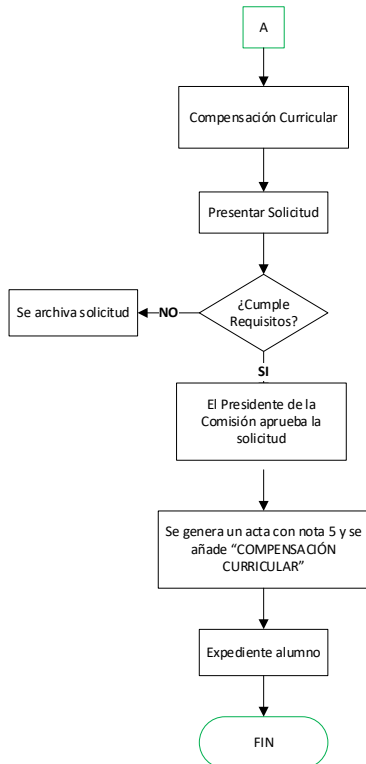 A
Compensación Curricular
Presentar Solicitud
¿Cumple
Requisitos?
NO
Se archiva solicitud
SI
El Presidente de la
Comisión aprueba la
solicitud
Se genera un acta con nota 5 y se
añade “COMPENSACIÓN
CURRICULAR”
Expediente alumno
FIN